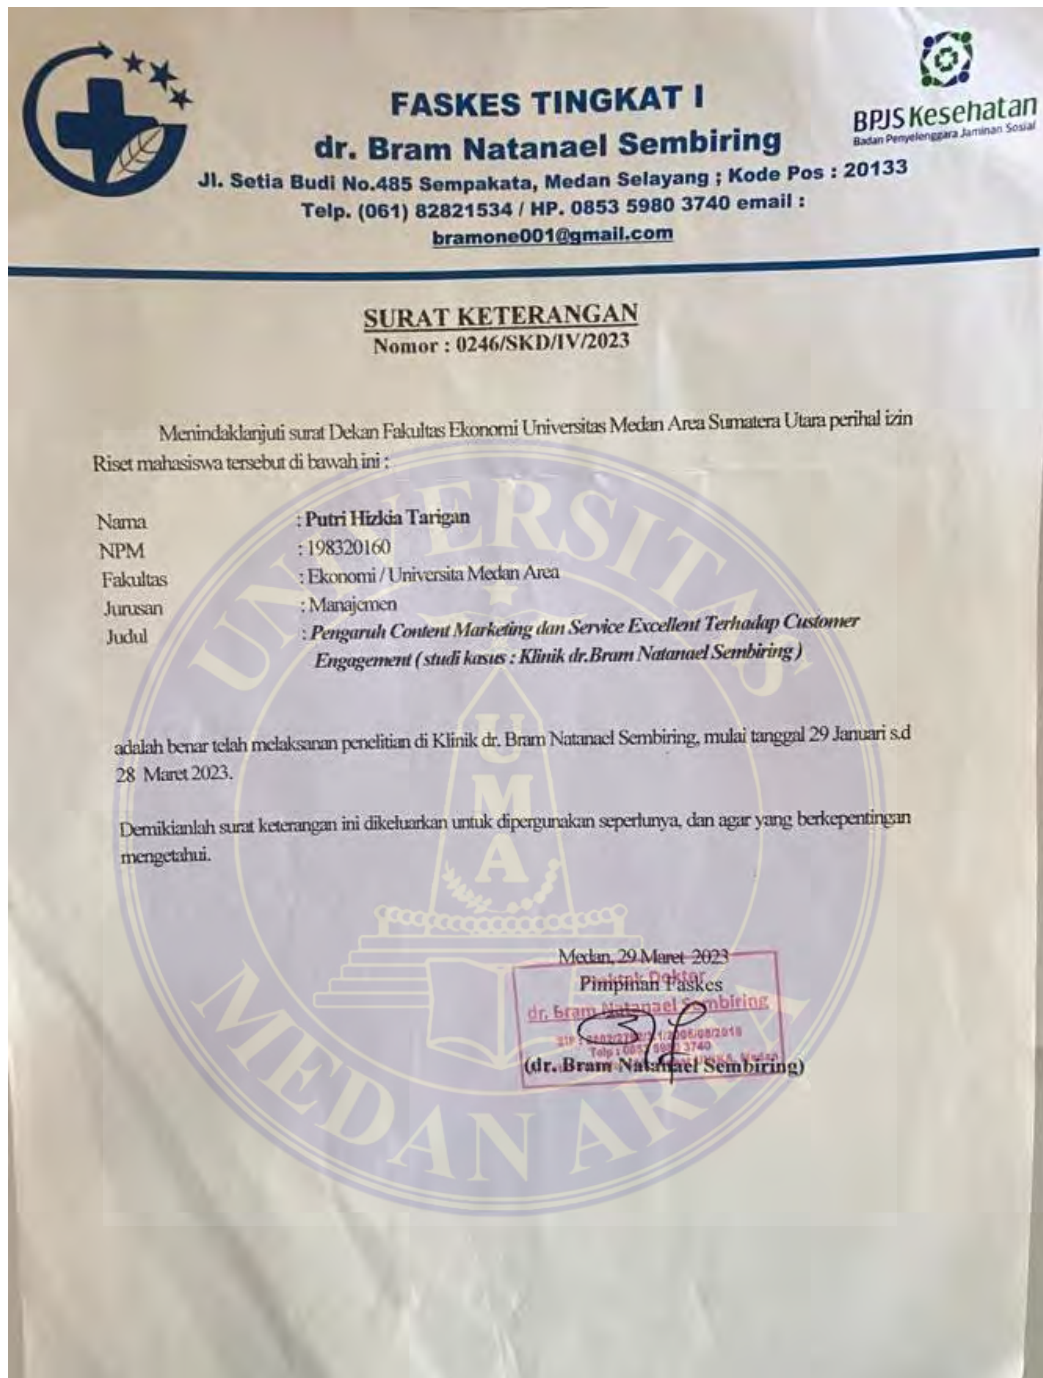 FASKES TINGKAT I
dr. Bram Natanael Sembiring
Jl. Setia Budi No.485 Sempakata, Medan Selayang ; Kode Pos : 20133
Telp. (061) 82821534 / HP. 0853 5980 3740 email :
bramone001@gmail.com
BPJS Kesehatan
Badan Penyelenggara Jaminan Sosial
SURAT KETERANGAN
Nomor : 0246/SKD/IV/2023
Menindaklanjuti surat Dekan Fakultas Ekonomi Universitas Medan Area Sumatera Utara perihal izin
Riset mahasiswa tersebut di bawah ini :
Nama : Putri Hizkia Tarigan
NPM : 198320160
Fakultas : Ekonomi / Universita Medan Area
Jurusan : Manajemen
Judul : Pengaruh Content Marketing dan Service Excellent Terhadap Customer
Engagement ( studi kasus : Klinik dr.Bram Natanael Sembiring )
adalah benar telah melaksanan penelitian di Klinik dr. Bram Natanael Sembiring, mulai tanggal 29 Januari s.d
28 Maret 2023.
Demikianlah surat keterangan ini dikeluarkan untuk dipergunakan seperlunya, dan agar yang berkepentingan
mengetahui.
Medan, 29 Maret 2023
Pimpinan Faskes
dr. Bram Natanael Sembiring
Telp : 0853 5980 3740
(dr. Bram Natanael Sembiring)
UNIVERSITAS
UMA
MEDAN AREA